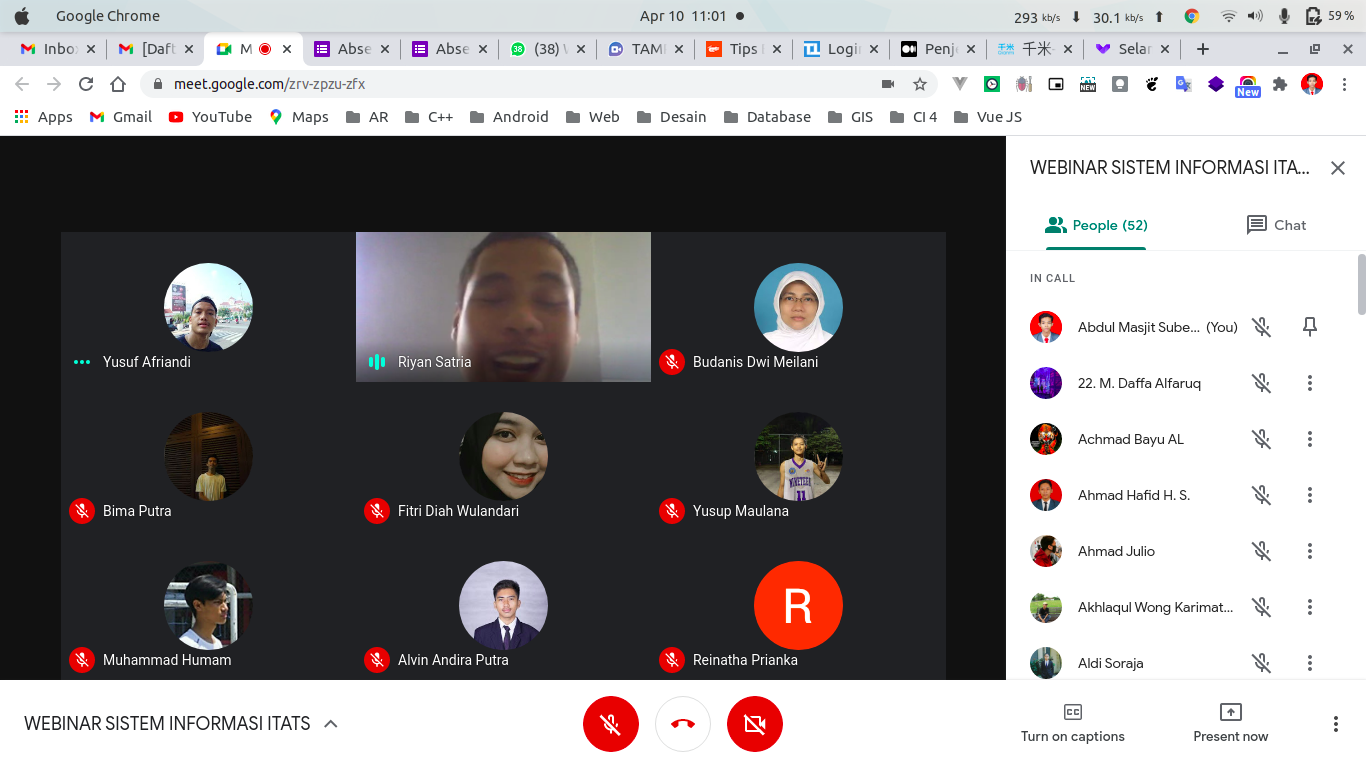 Google Chrome
Apr 10 11:01
293 kb/s 30.1 kb/s
59 %
Inbo
[Daft
M
Abse
Abse
(38) W
TAMP
Tips
Login
Penje
千米-
Selar
meet.google.com/zrv-zpzu-zfx
NEW
New
Apps
Gmail
YouTube
Maps
AR
C++
Android
Web
Desain
Database
GIS
CI 4
Vue JS
Yusuf Afriandi
Riyan Satria
Budanis Dwi Meilani
Bima Putra
Fitri Diah Wulandari
Yusup Maulana
Muhammad Humam
Alvin Andira Putra
R
Reinatha Prianka
WEBINAR SISTEM INFORMASI ITA...
People (52)
Chat
IN CALL
Abdul Masjit Sube... (You)
22. M. Daffa Alfaruq
Achmad Bayu AL
Ahmad Hafid H. S.
Ahmad Julio
Akhlaqul Wong Karimat...
Aldi Soraja
WEBINAR SISTEM INFORMASI ITATS
CC
Turn on captions
Present now